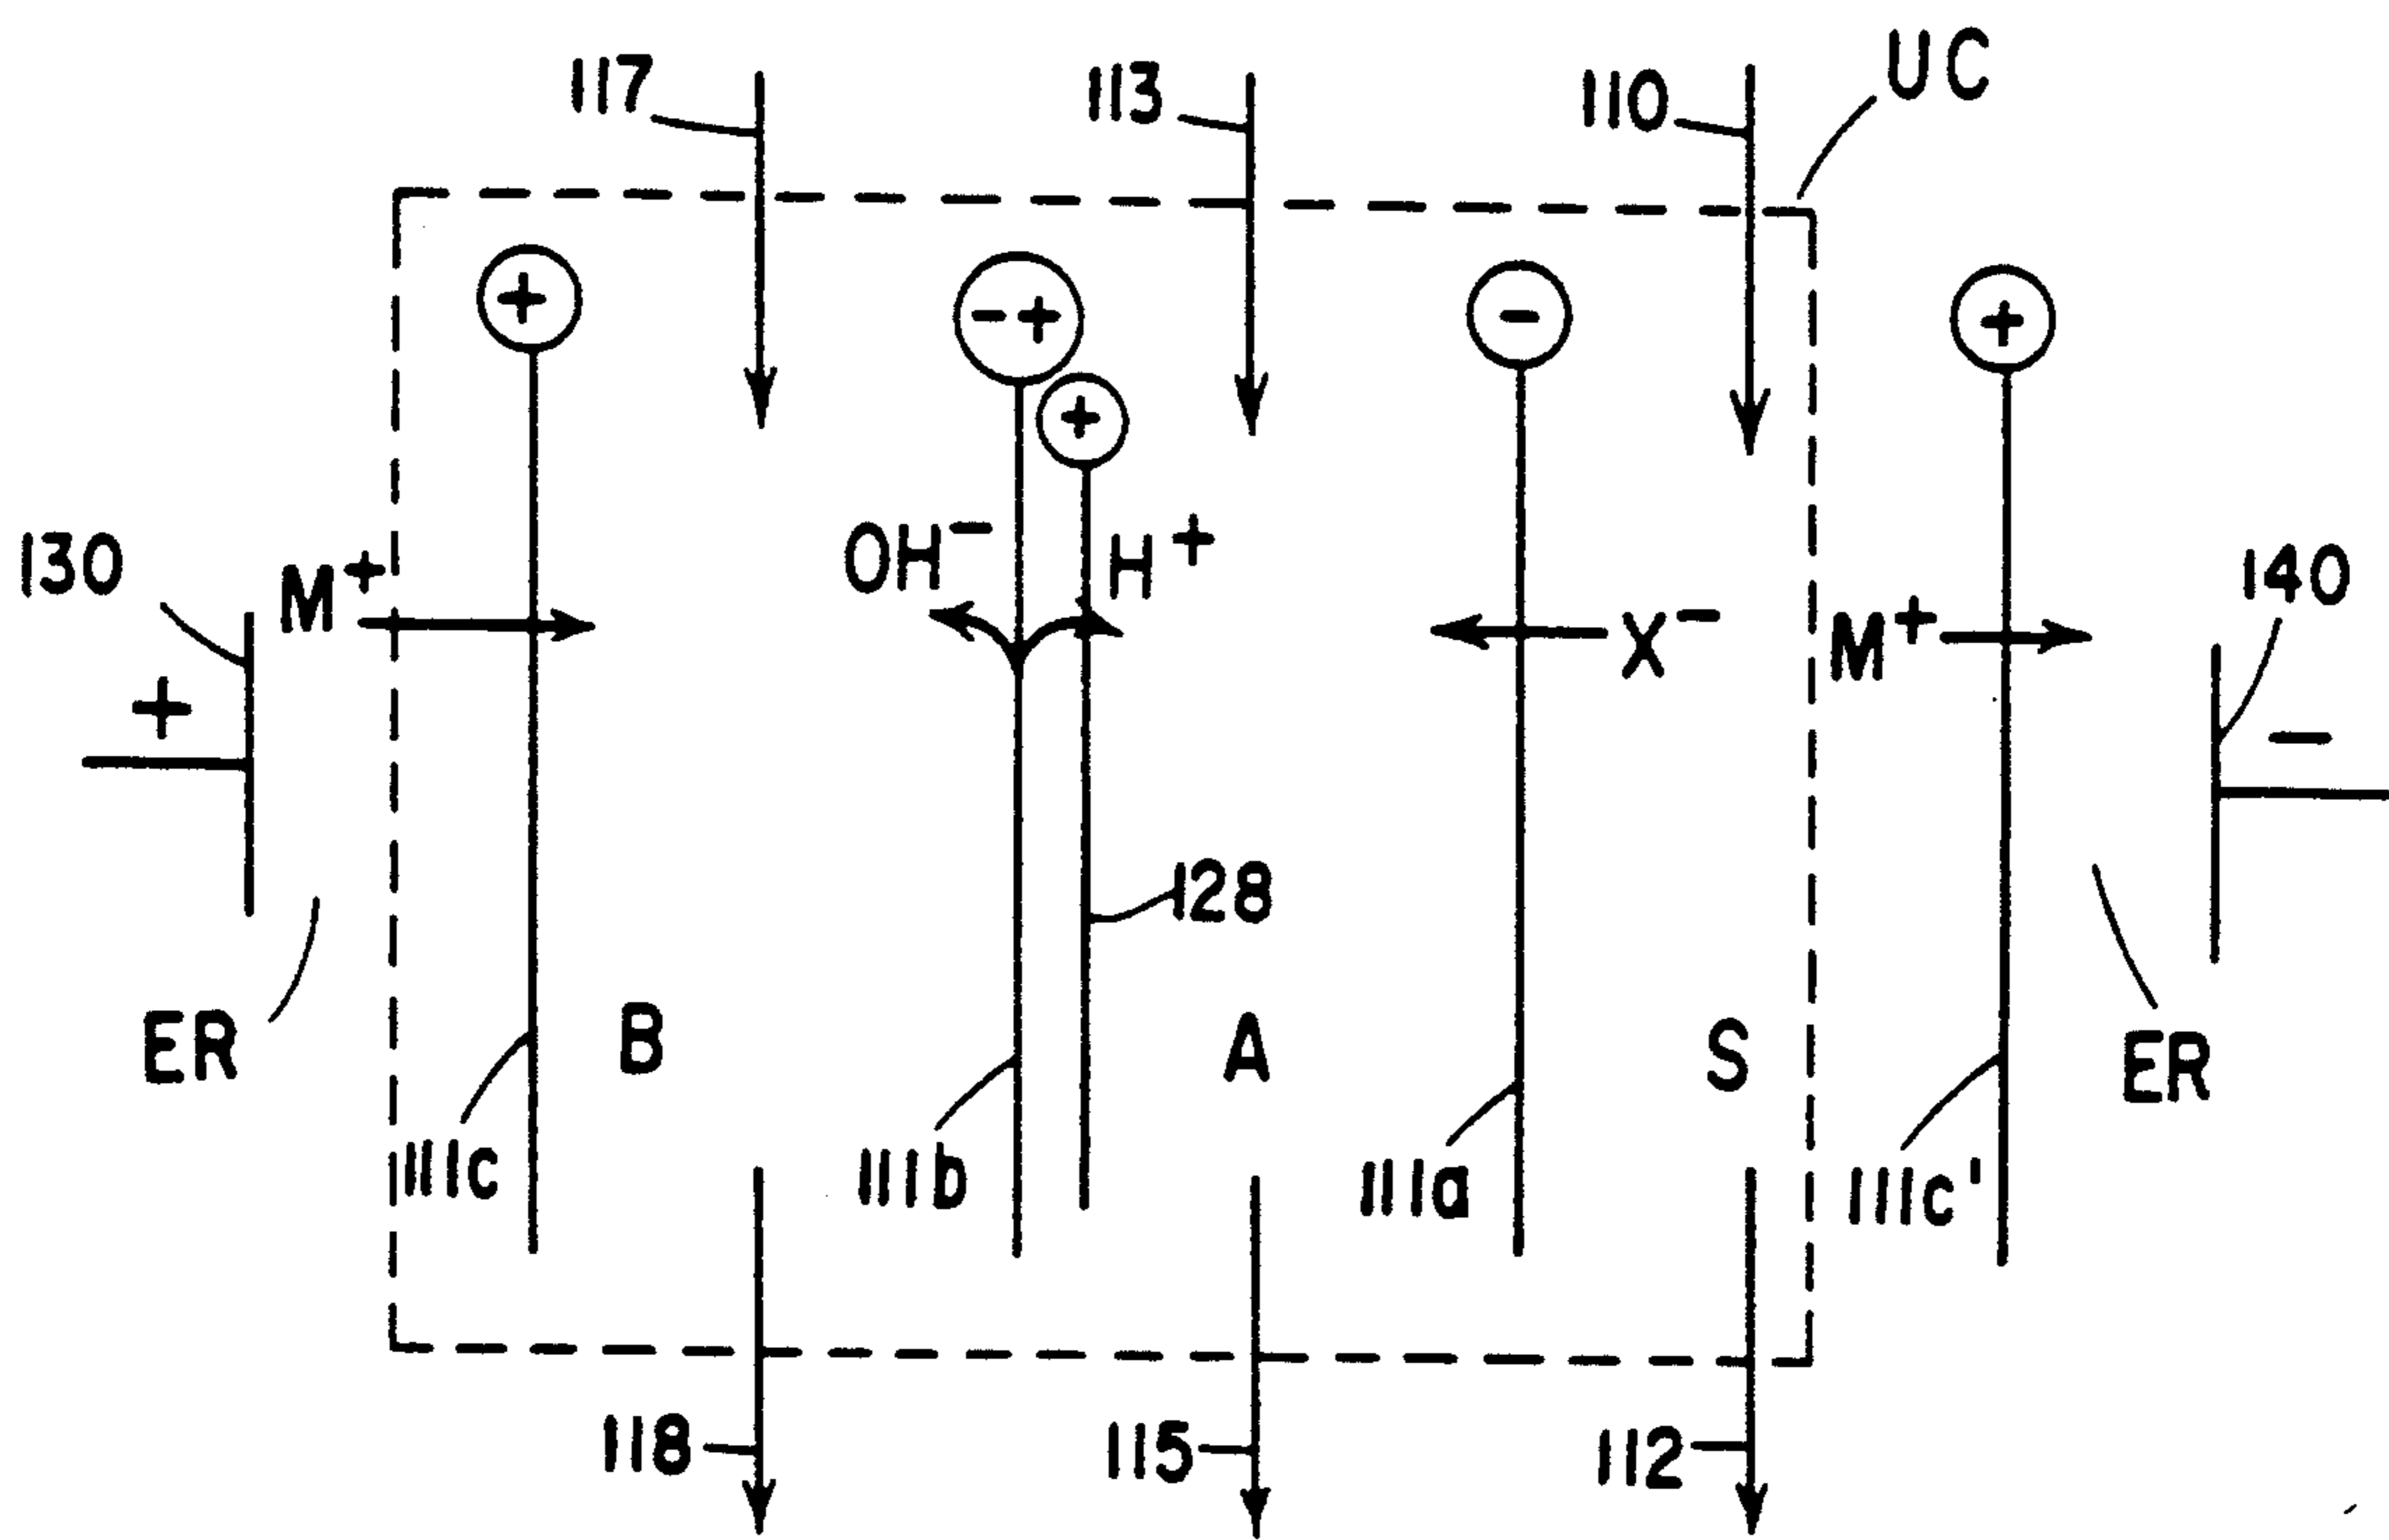 117
113
110
UC
+
- +
+
-
+
130
M⁺
OH⁻
H⁺
X⁻
M⁺
140
+
-
128
ER
B
A
S
ER
111c
111b
111a
111c'
118
115
112